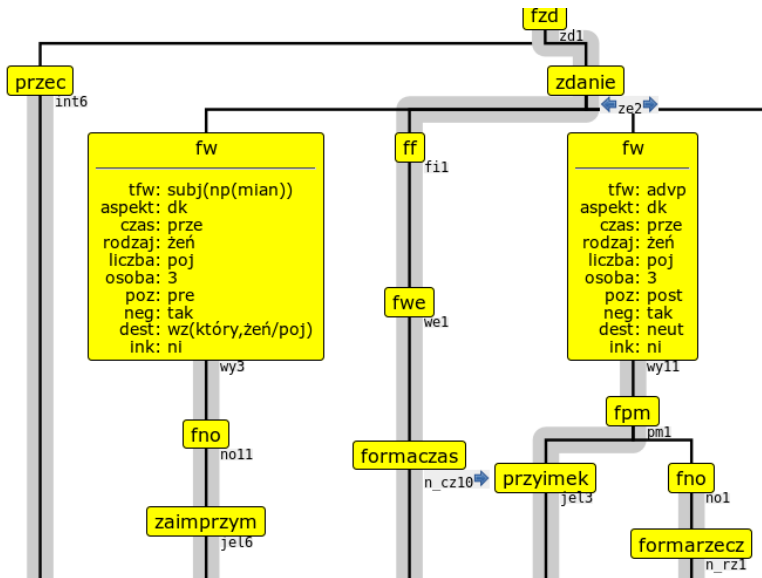 fzd
zd1
przec
int6
zdanie
ze2
fw
tfw: subj(np(mian))
aspekt: dk
czas: prze
rodzaj: żeń
liczba: poj
osoba: 3
poz: pre
neg: tak
dest: wz(który,żeń/poj)
ink: ni
wy3
ff
fi1
fw
tfw: advp
aspekt: dk
czas: prze
rodzaj: żeń
liczba: poj
osoba: 3
poz: post
neg: tak
dest: neut
ink: ni
wy11
fwe
we1
fno
no11
fpm
pm1
formaczas
n_cz10
przyimek
jel3
fno
no1
zaimprzym
jel6
formarzecz
n_rz1